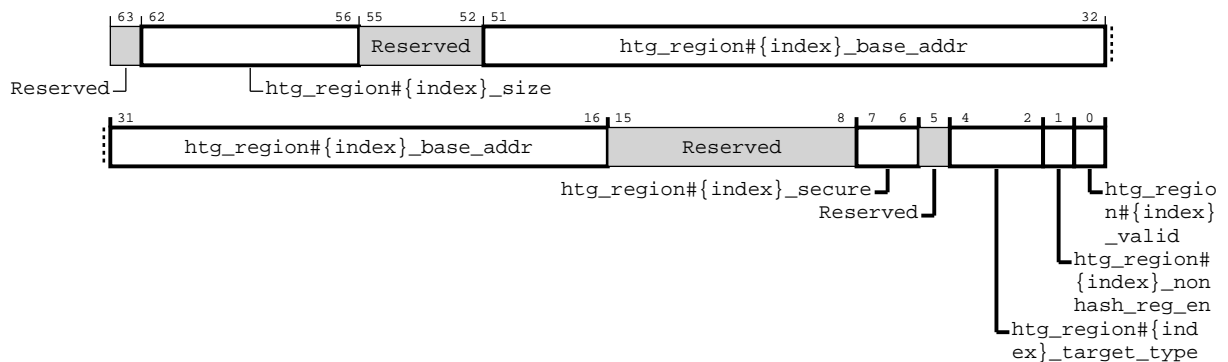 63 62 56 55 52 51 32
Reserved htg_region#{index}_base_addr
Reserved htg_region#{index}_size
31 16 15 8 7 6 5 4 2 1 0
htg_region#{index}_base_addr Reserved
htg_region#{index}_secure
Reserved
htg_regio
n#{index}
_valid
htg_region#
{index}_non
hash_reg_en
htg_region#{ind
ex}_target_type